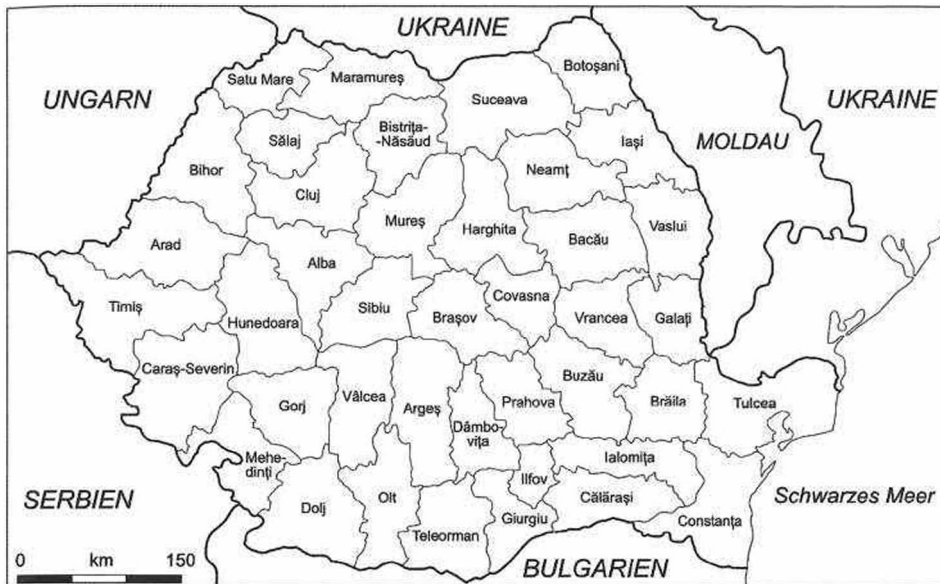 UKRAINE
Botoşani
Satu Mare
Maramureş
UNGARN
Suceava
UKRAINE
Bistriţa-
-Năsăud
Sălaj
Iaşi
MOLDAU
Bihor
Neamţ
Cluj
Mureş
Harghita
Vaslui
Arad
Bacău
Alba
Covasna
Timiş
Sibiu
Braşov
Vrancea
Galaţi
Hunedoara
Caraş-Severin
Buzău
Gorj
Vâlcea
Argeş
Prahova
Brăila
Tulcea
Dâmbo-
viţa
Mehe-
dinţi
Ialomiţa
Ilfov
SERBIEN
Dolj
Olt
Călăraşi
Schwarzes Meer
Giurgiu
Constanţa
Teleorman
0 km 150
BULGARIEN